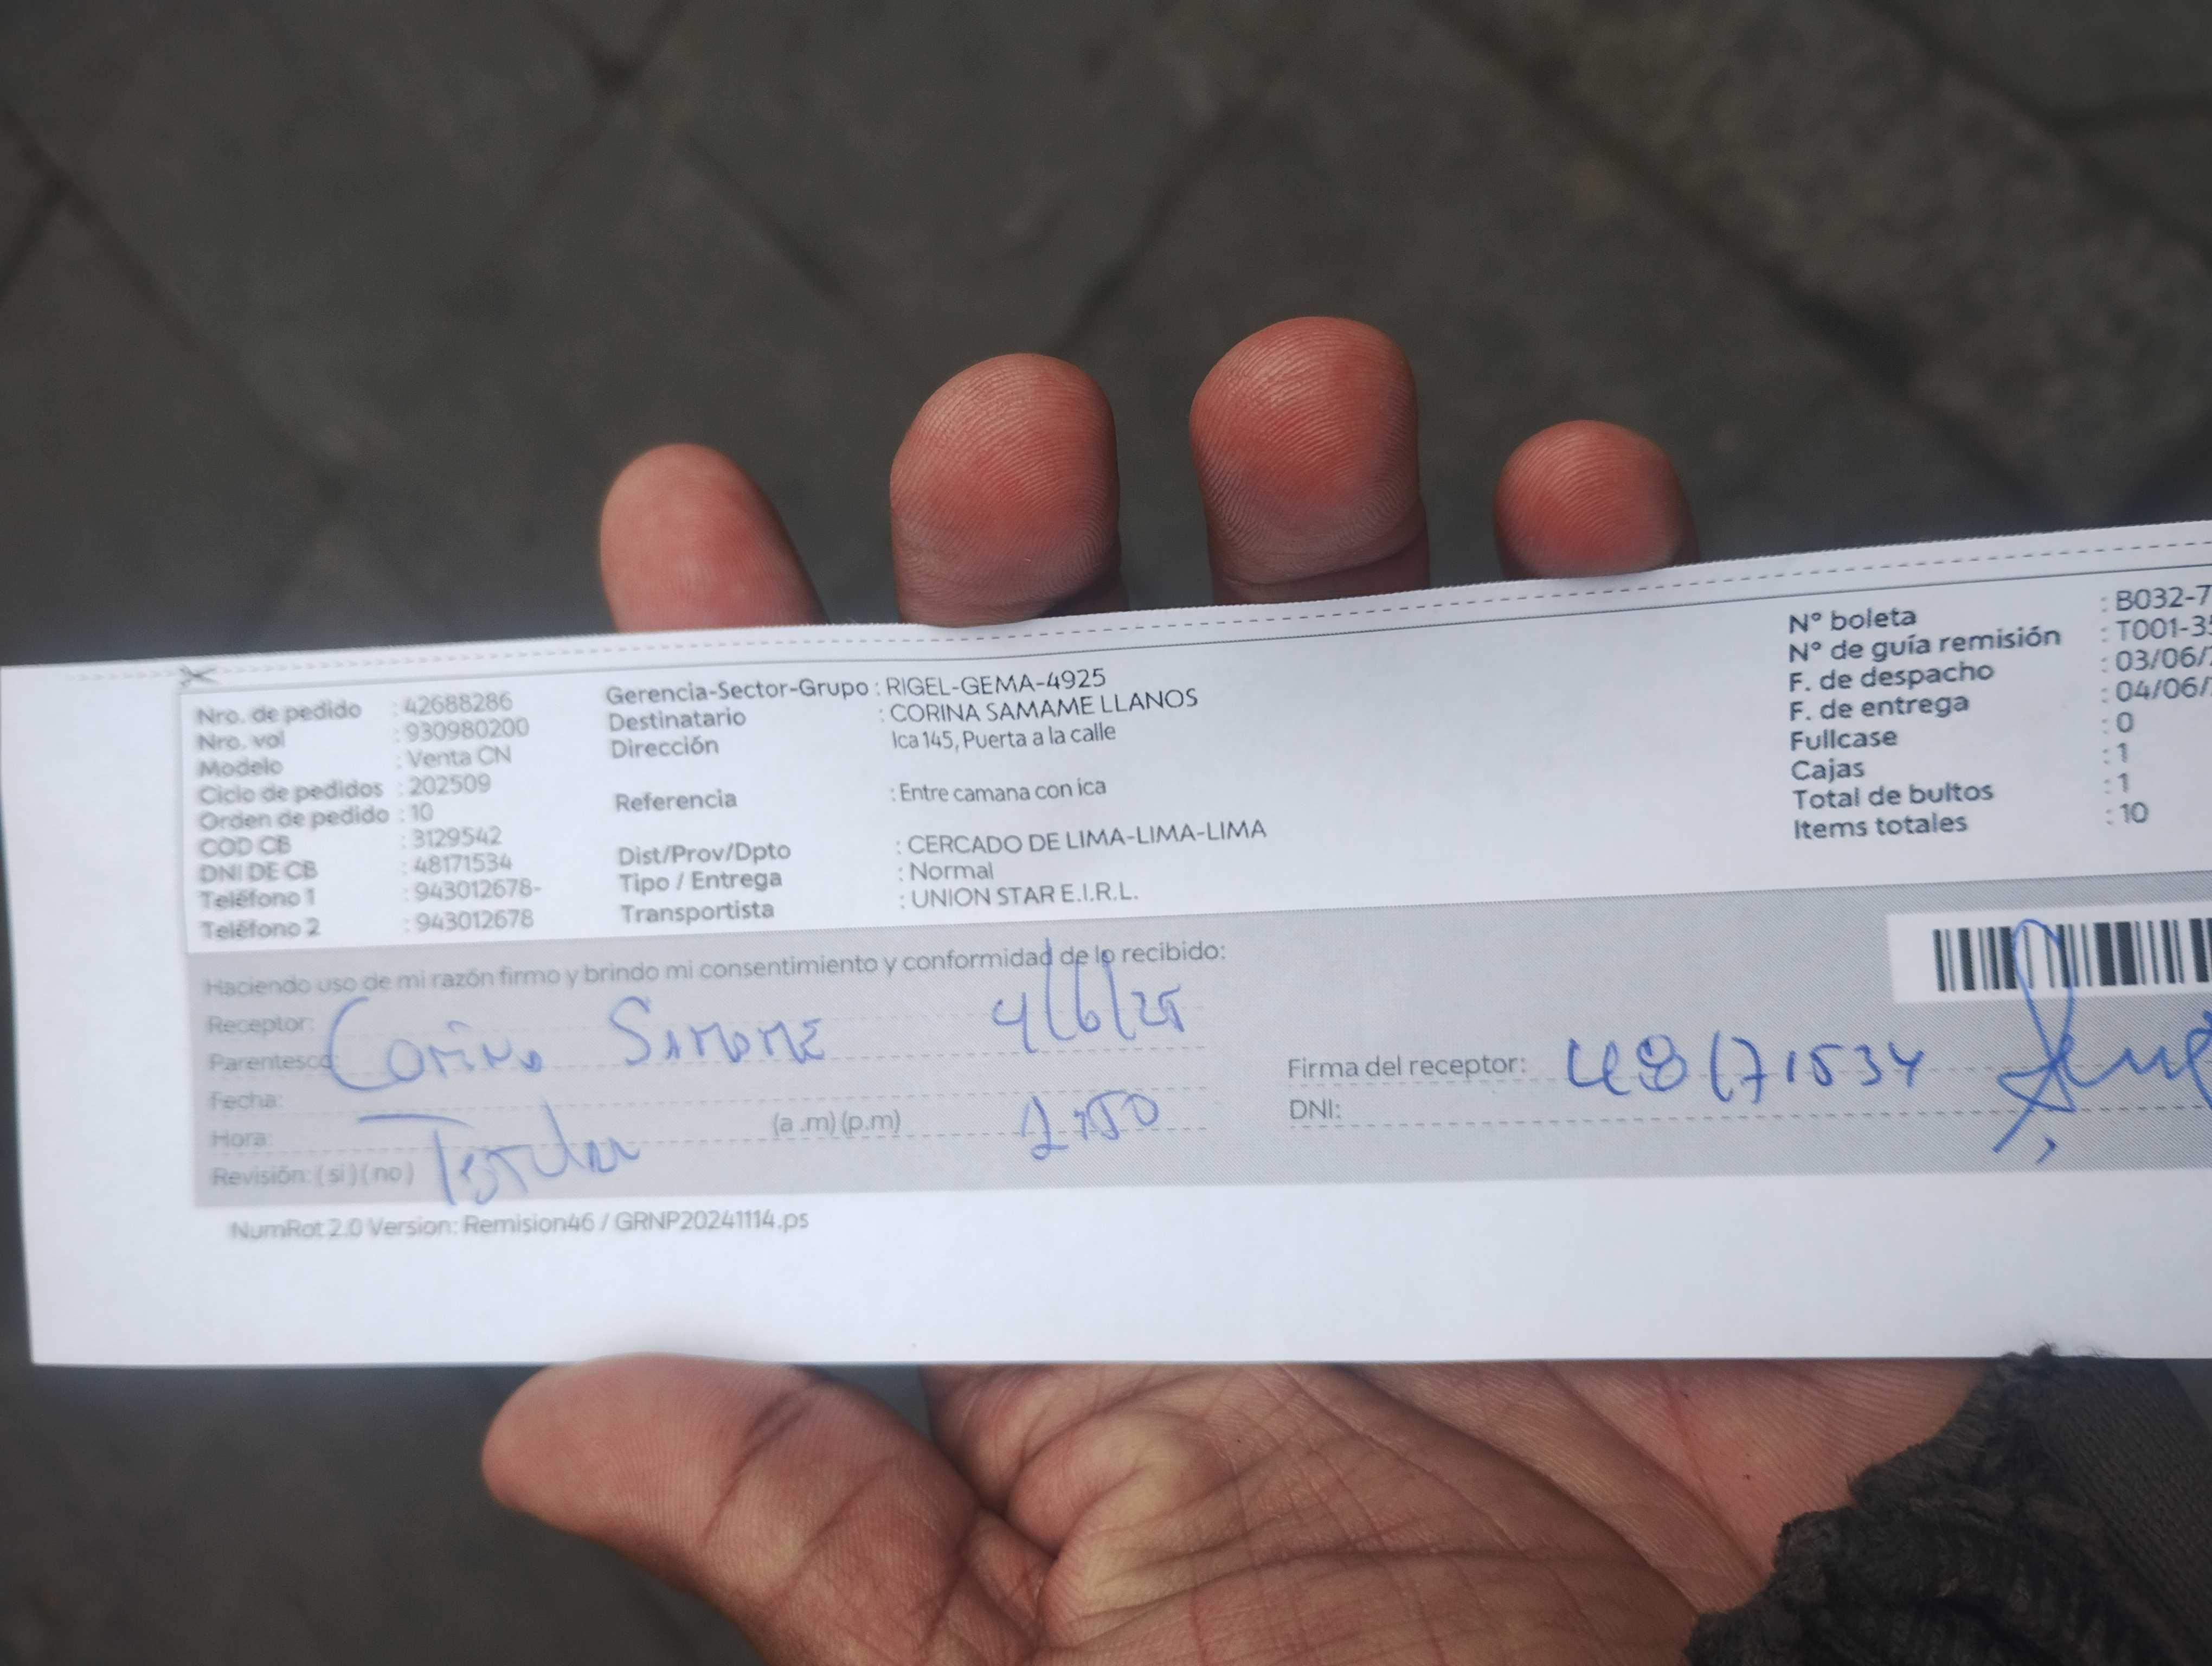 Nro. de pedido : 42688286
Nro. vol : 930980200
Modelo : Venta CN
Ciclo de pedidos : 202509
Orden de pedido : 10
COD CB : 3129542
DNI DE CB : 48171534
Teléfono 1 : 943012678-
Teléfono 2 : 943012678
Gerencia-Sector-Grupo : RIGEL-GEMA-4925
Destinatario : CORINA SAMAME LLANOS
Dirección Ica 145, Puerta a la calle
Referencia : Entre camana con ica
Dist/Prov/Dpto : CERCADO DE LIMA-LIMA-LIMA
Tipo / Entrega : Normal
Transportista : UNION STAR E.I.R.L.
N° boleta : B032-7
N° de guía remisión : T001-3
F. de despacho : 03/06/
F. de entrega : 04/06/
Fullcase : 0
Cajas : 1
Total de bultos : 1
Items totales : 10
Haciendo uso de mi razón firmo y brindo mi consentimiento y conformidad de lo recibido:
Receptor: Corina Samame 4/6/25
Parentesco:
Fecha:
Hora: (a .m) (p.m)
Revisión: ( si ) ( no ) Titular
Firma del receptor: 48171534
DNI:
NumRot 2.0 Version: Remision46 / GRNP20241114.ps